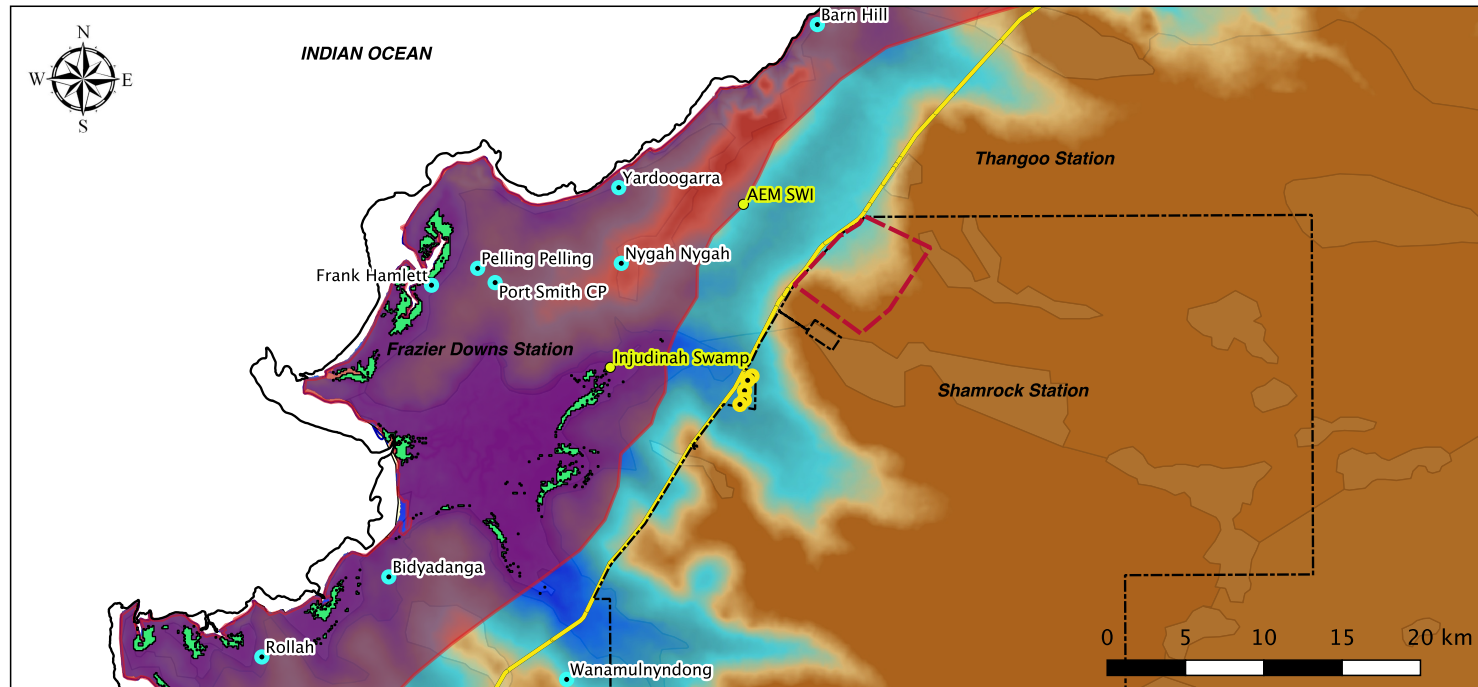 Barn Hill
INDIAN OCEAN
N
W E
S
Thangoo Station
Yardoogarra
AEM SWI
Pelling Pelling
Nygah Nygah
Frank Hamlett
Port Smith CP
Frazier Downs Station
Injudinah Swamp
Shamrock Station
Bidyadanga
Rollah
Wanamulnyndong
0 5 10 15 20 km